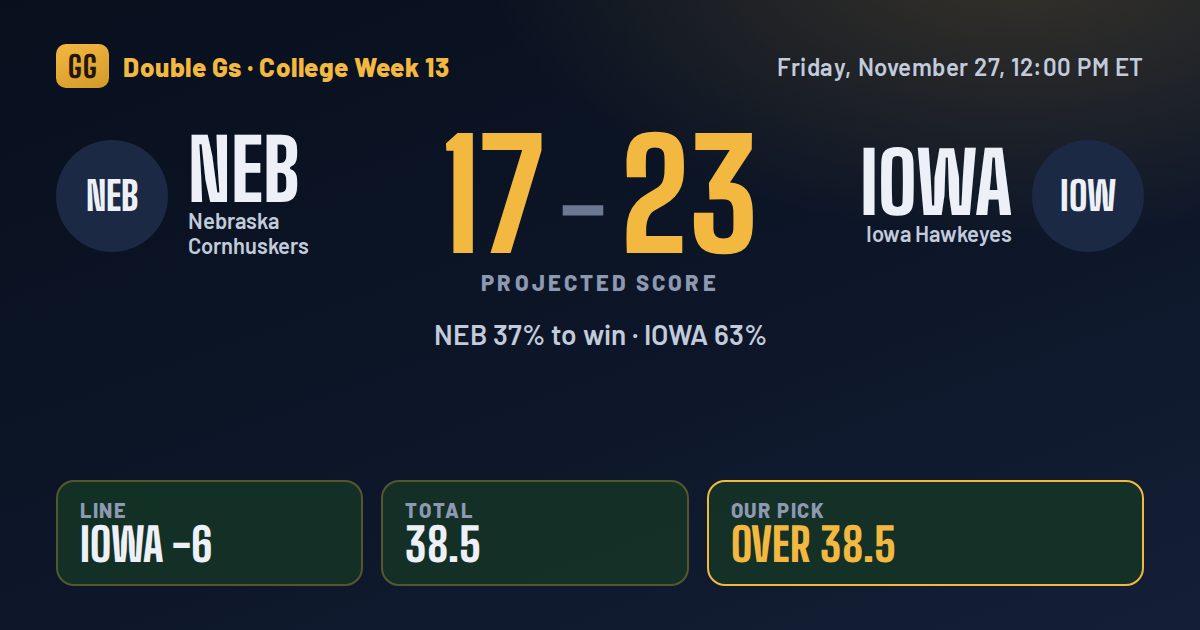 GG
Double Gs · College Week 13
Friday, November 27, 12:00 PM ET
NEB
NEB
Nebraska
Cornhuskers
17 – 23
PROJECTED SCORE
NEB 37% to win · IOWA 63%
IOWA
Iowa Hawkeyes
IOW
LINE
IOWA −6
TOTAL
38.5
OUR PICK
OVER 38.5